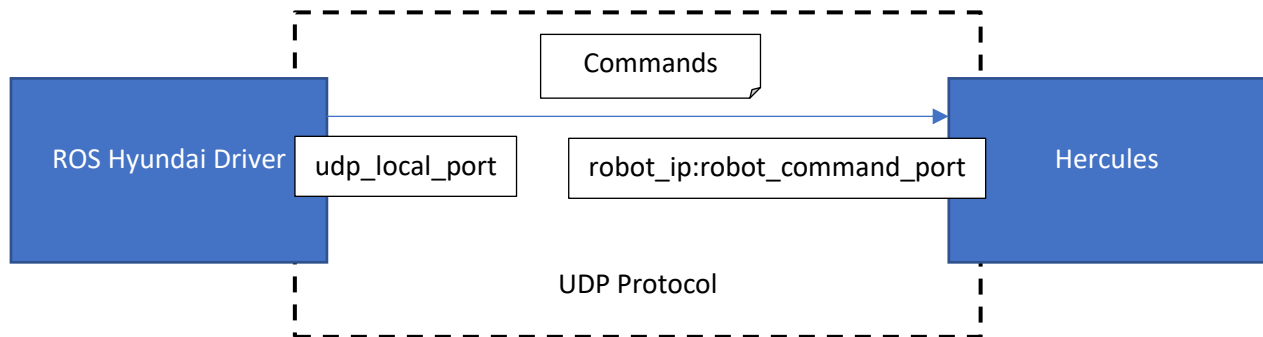 Commands
ROS Hyundai Driver
udp_local_port
robot_ip:robot_command_port
Hercules
UDP Protocol